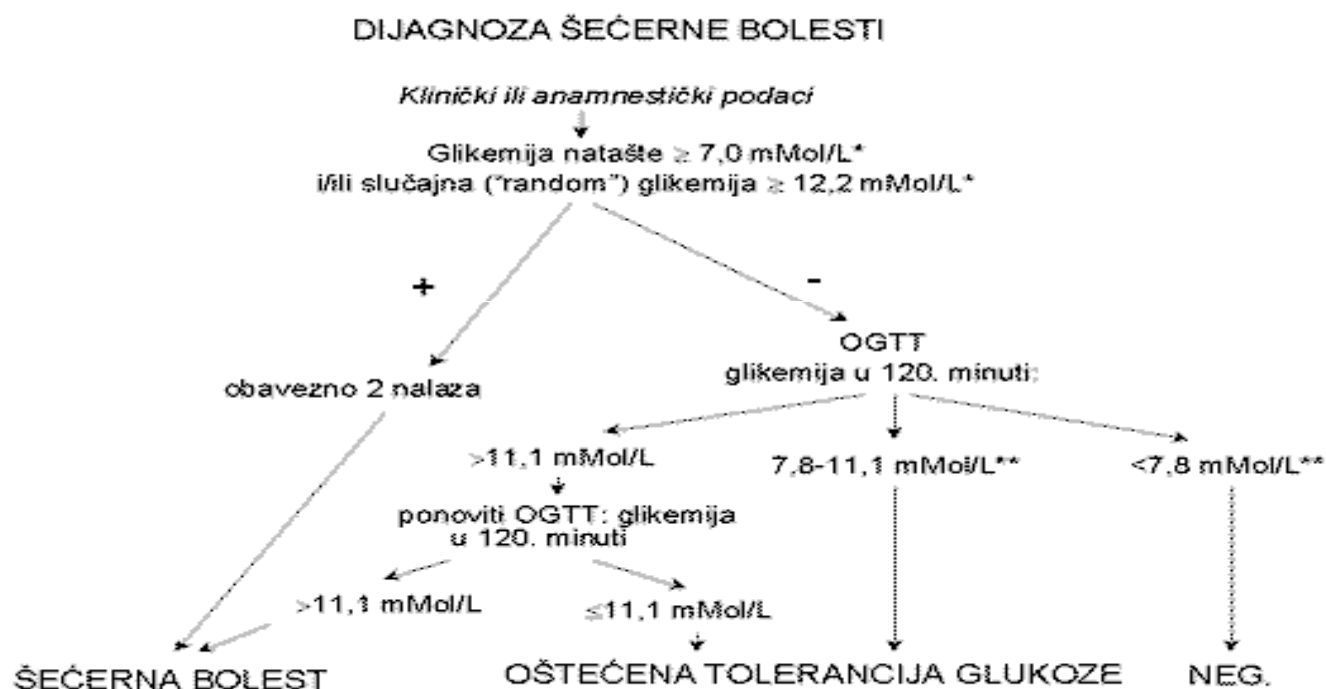 DIJAGNOZA ŠEĆERNE BOLESTI
Klinički ili anamnestički podaci
Glikemija natašte ≥ 7,0 mMol/L*
i/ili slučajna ("random") glikemija ≥ 12,2 mMol/L*
+
-
OGTT
glikemija u 120. minuti:
obavezno 2 nalaza
>11,1 mMol/L
7,8-11,1 mMol/L**
<7,8 mMol/L**
ponoviti OGTT: glikemija
u 120. minuti
>11,1 mMol/L
≤11,1 mMol/L
ŠEĆERNA BOLEST
OŠTEĆENA TOLERANCIJA GLUKOZE
NEG.